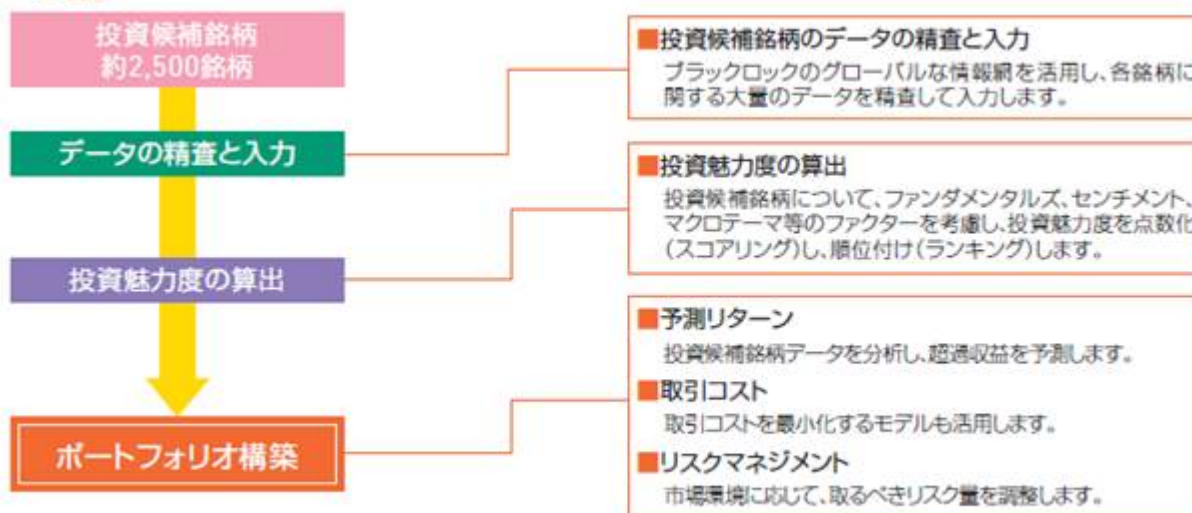 投資候補銘柄
約2,500銘柄
データの精査と入力
投資魅力度の算出
ポートフォリオ構築
■投資候補銘柄のデータの精査と入力
ブラックロックのグローバルな情報網を活用し、各銘柄に
関する大量のデータを精査して入力します。
■投資魅力度の算出
投資候補銘柄について、ファンダメンタルズ、センチメント、
マクロテーマ等のファクターを考慮し、投資魅力度を点数化
(スコアリング)し、順位付け(ランキング)します。
■予測リターン
投資候補銘柄データを分析し、超過収益を予測します。
■取引コスト
取引コストを最小化するモデルも活用します。
■リスクマネジメント
市場環境に応じて、取るべきリスク量を調整します。